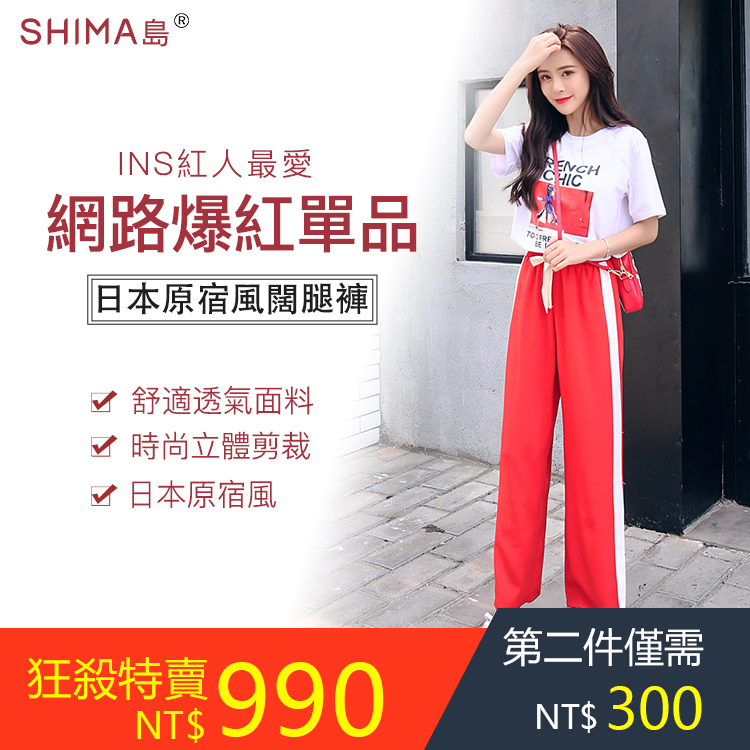 SHIMA島®
INS紅人最愛
網路爆紅單品
日本原宿風闊腿褲
舒適透氣面料
時尚立體剪裁
日本原宿風
FRENCH
CHIC
狂殺特賣
NT$ 990
第二件僅需
NT$ 300